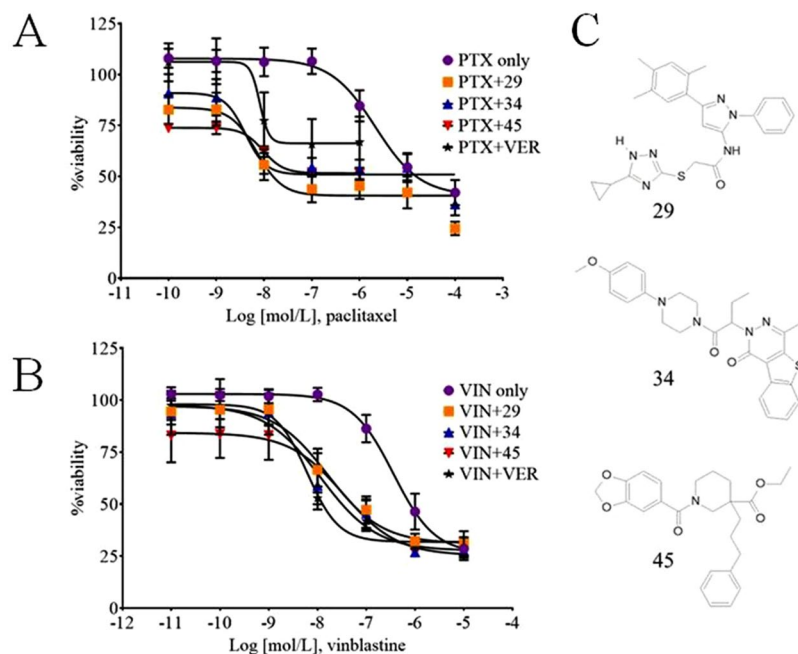 A
125
100
75
50
25
0
%viability
-11 -10 -9 -8 -7 -6 -5 -4 -3
Log [mol/L], paclitaxel
PTX only
PTX+29
PTX+34
PTX+45
PTX+VER
B
125
100
75
50
25
0
%viability
-12 -11 -10 -9 -8 -7 -6 -5 -4
Log [mol/L], vinblastine
VIN only
VIN+29
VIN+34
VIN+45
VIN+VER
C
N
N
H
N N
NH
N
S
O
29
O
N
N
N
N
O
O
S
34
O
O
N
O
O
O
45